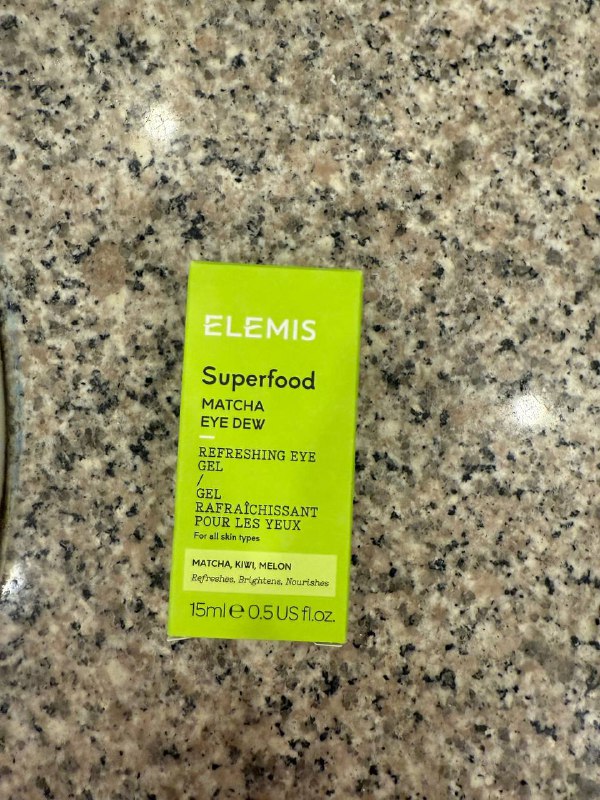 ELEMIS
Superfood
MATCHA
EYE DEW
REFRESHING EYE
GEL
/
GEL
RAFRAÎCHISSANT
POUR LES YEUX
For all skin types
MATCHA, KIWI, MELON
Refreshes, Brightens, Nourishes
15ml ℮ 0.5 US fl.oz.